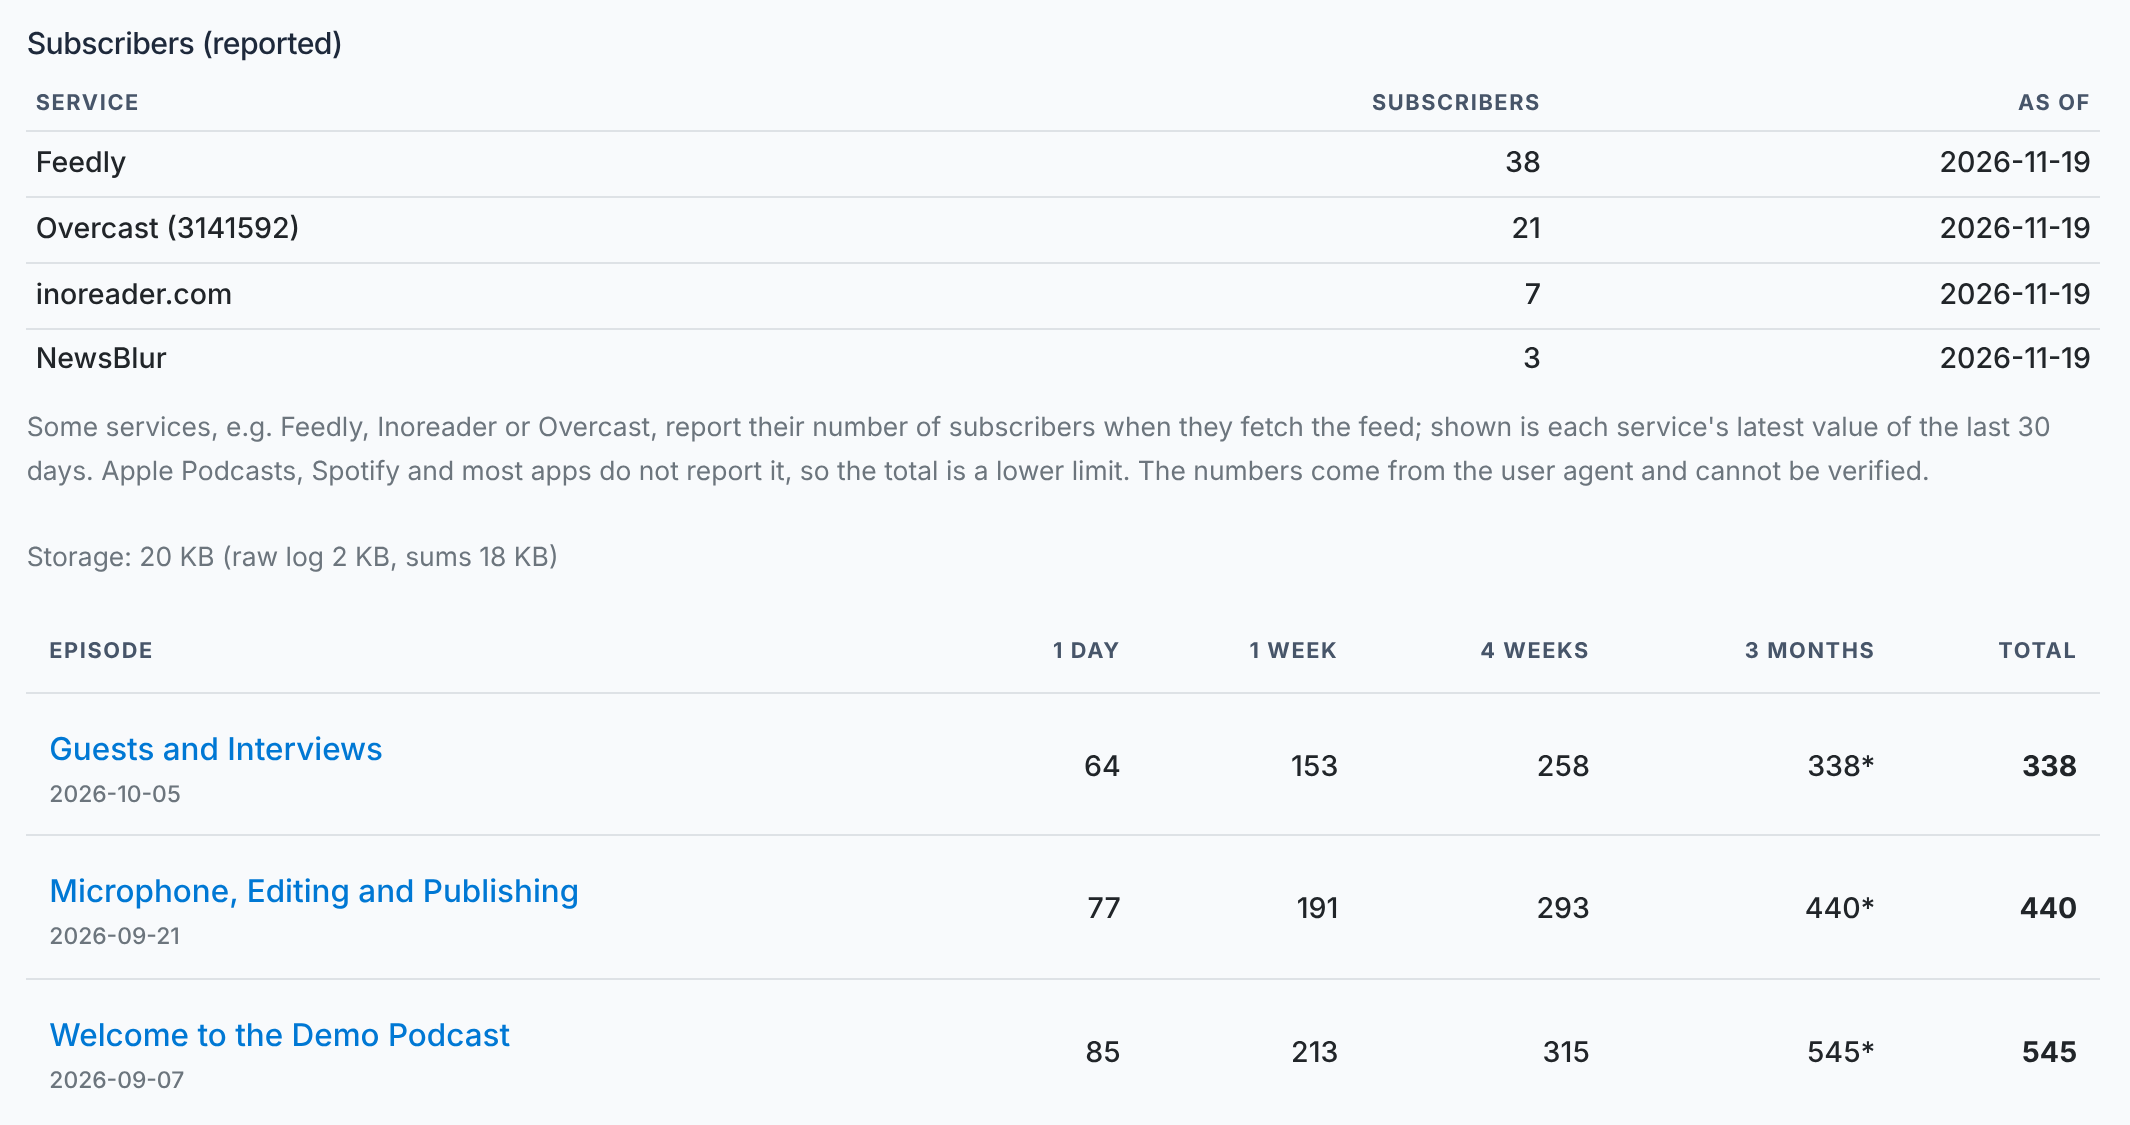 Subscribers (reported)
SERVICE SUBSCRIBERS AS OF
Feedly 38 2026-11-19
Overcast (3141592) 21 2026-11-19
inoreader.com 7 2026-11-19
NewsBlur 3 2026-11-19
Some services, e.g. Feedly, Inoreader or Overcast, report their number of subscribers when they fetch the feed; shown is each service's latest value of the last 30
days. Apple Podcasts, Spotify and most apps do not report it, so the total is a lower limit. The numbers come from the user agent and cannot be verified.
Storage: 20 KB (raw log 2 KB, sums 18 KB)
EPISODE 1 DAY 1 WEEK 4 WEEKS 3 MONTHS TOTAL
Guests and Interviews 64 153 258 338* 338
2026-10-05
Microphone, Editing and Publishing 77 191 293 440* 440
2026-09-21
Welcome to the Demo Podcast 85 213 315 545* 545
2026-09-07